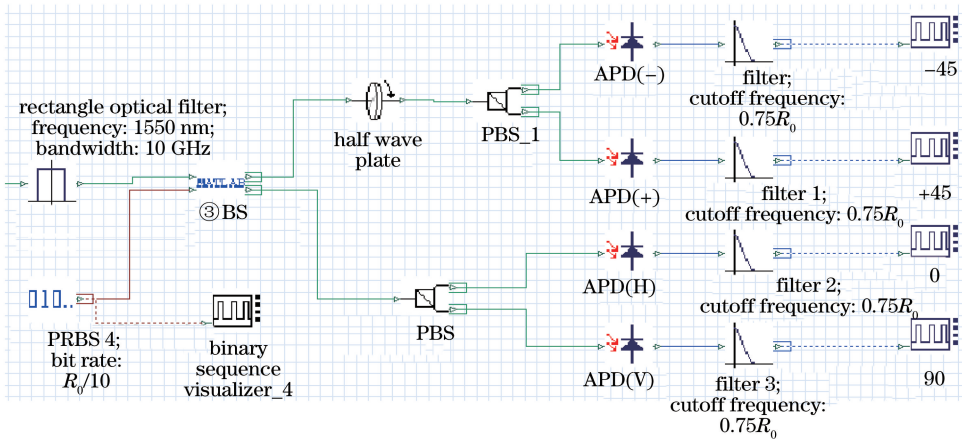 rectangle optical filter;
frequency: 1550 nm;
bandwidth: 10 GHz
MATLAB
③BS
PRBS 4;
bit rate:
R₀/10
binary
sequence
visualizer_4
half wave
plate
PBS_1
PBS
APD(−)
filter;
cutoff frequency:
0.75R₀
−45
APD(+)
filter 1;
cutoff frequency: 0.75R₀
+45
APD(H)
filter 2;
cutoff frequency: 0.75R₀
0
APD(V)
filter 3;
cutoff frequency:
0.75R₀
90